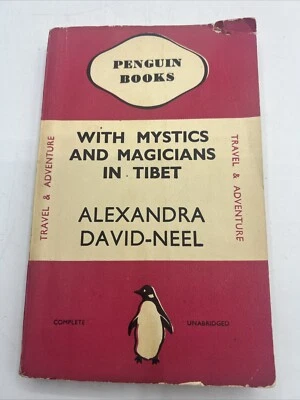 PENGUIN
BOOKS
WITH MYSTICS
AND MAGICIANS
IN TIBET
ALEXANDRA
DAVID-NEEL
TRAVEL & ADVENTURE
TRAVEL & ADVENTURE
COMPLETE
UNABRIDGED